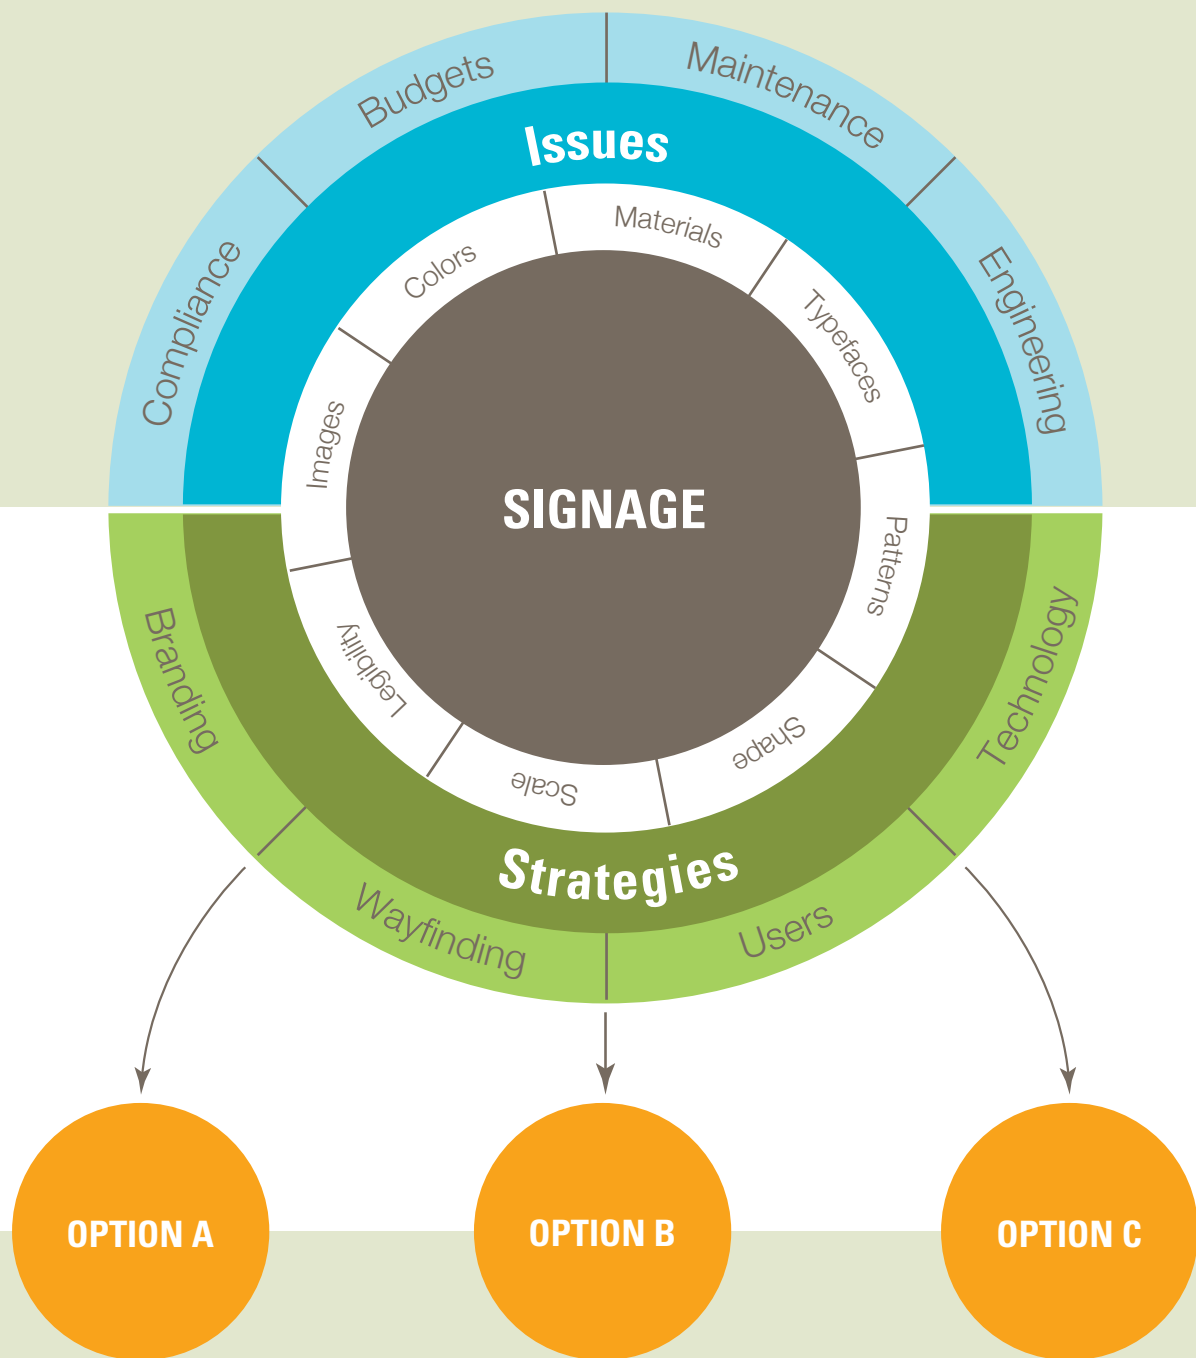 Budgets
Maintenance
Compliance
Engineering
Issues
Materials
Colors
Typefaces
Images
Patterns
SIGNAGE
Legibility
Shape
Scale
Strategies
Branding
Technology
Wayfinding
Users
OPTION A
OPTION B
OPTION C